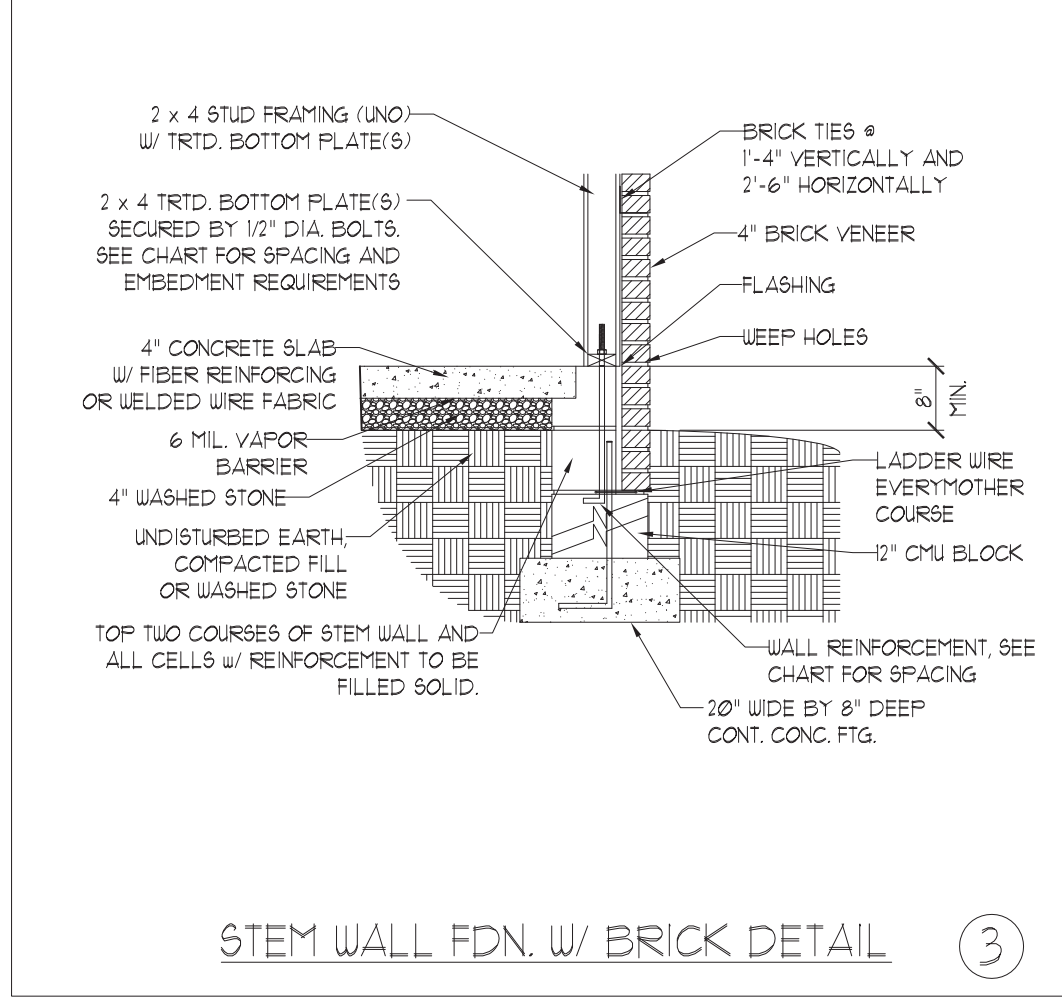 2 x 4 STUD FRAMING (UNO)
W/ TRTD. BOTTOM PLATE(S)
2 x 4 TRTD. BOTTOM PLATE(S)
SECURED BY 1/2" DIA. BOLTS.
SEE CHART FOR SPACING AND
EMBEDMENT REQUIREMENTS
4" CONCRETE SLAB
W/ FIBER REINFORCING
OR WELDED WIRE FABRIC
6 MIL. VAPOR
BARRIER
4" WASHED STONE
UNDISTURBED EARTH,
COMPACTED FILL
OR WASHED STONE
TOP TWO COURSES OF STEM WALL AND
ALL CELLS w/ REINFORCEMENT TO BE
FILLED SOLID.
BRICK TIES @
1'-4" VERTICALLY AND
2'-6" HORIZONTALLY
4" BRICK VENEER
FLASHING
WEEP HOLES
8"
MIN.
LADDER WIRE
EVERYMOTHER
COURSE
12" CMU BLOCK
WALL REINFORCEMENT, SEE
CHART FOR SPACING
20" WIDE BY 8" DEEP
CONT. CONC. FTG.
STEM WALL FDN. W/ BRICK DETAIL
3